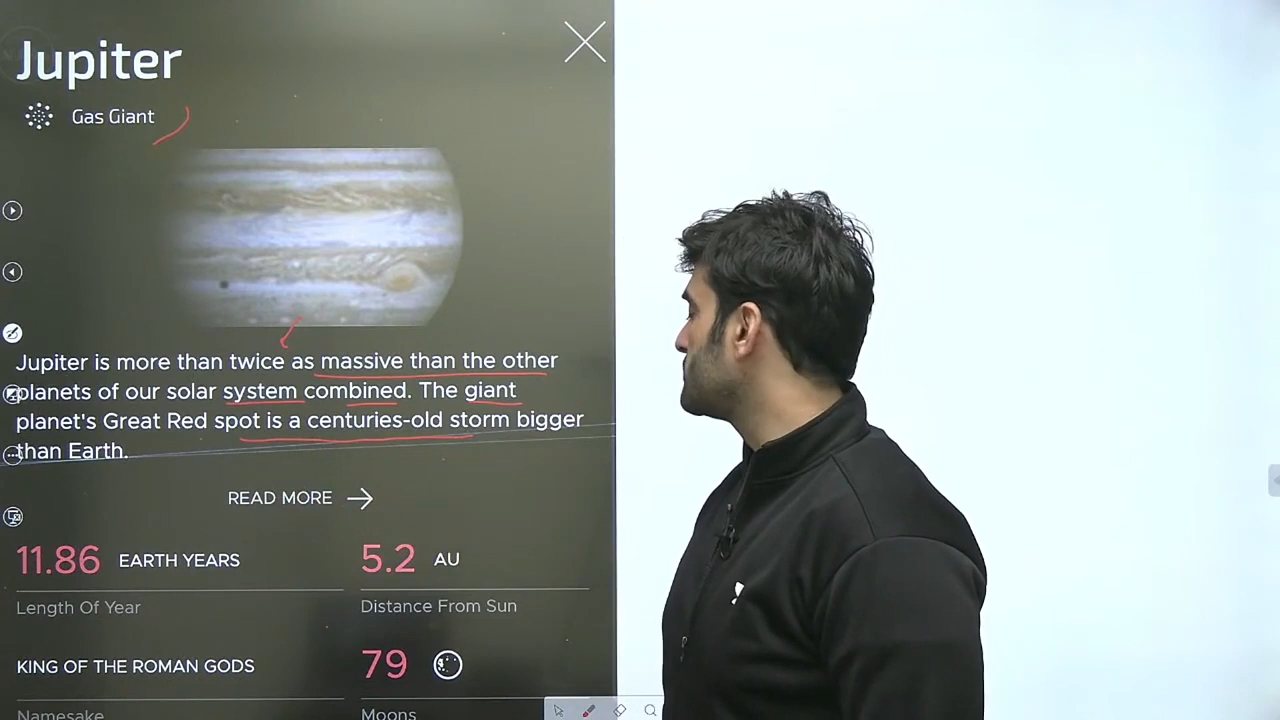 Jupiter
Gas Giant
Jupiter is more than twice as massive than the other
planets of our solar system combined. The giant
planet's Great Red spot is a centuries-old storm bigger
than Earth.
READ MORE
11.86 EARTH YEARS
Length Of Year
5.2 AU
Distance From Sun
KING OF THE ROMAN GODS
Namesake
79
Moons